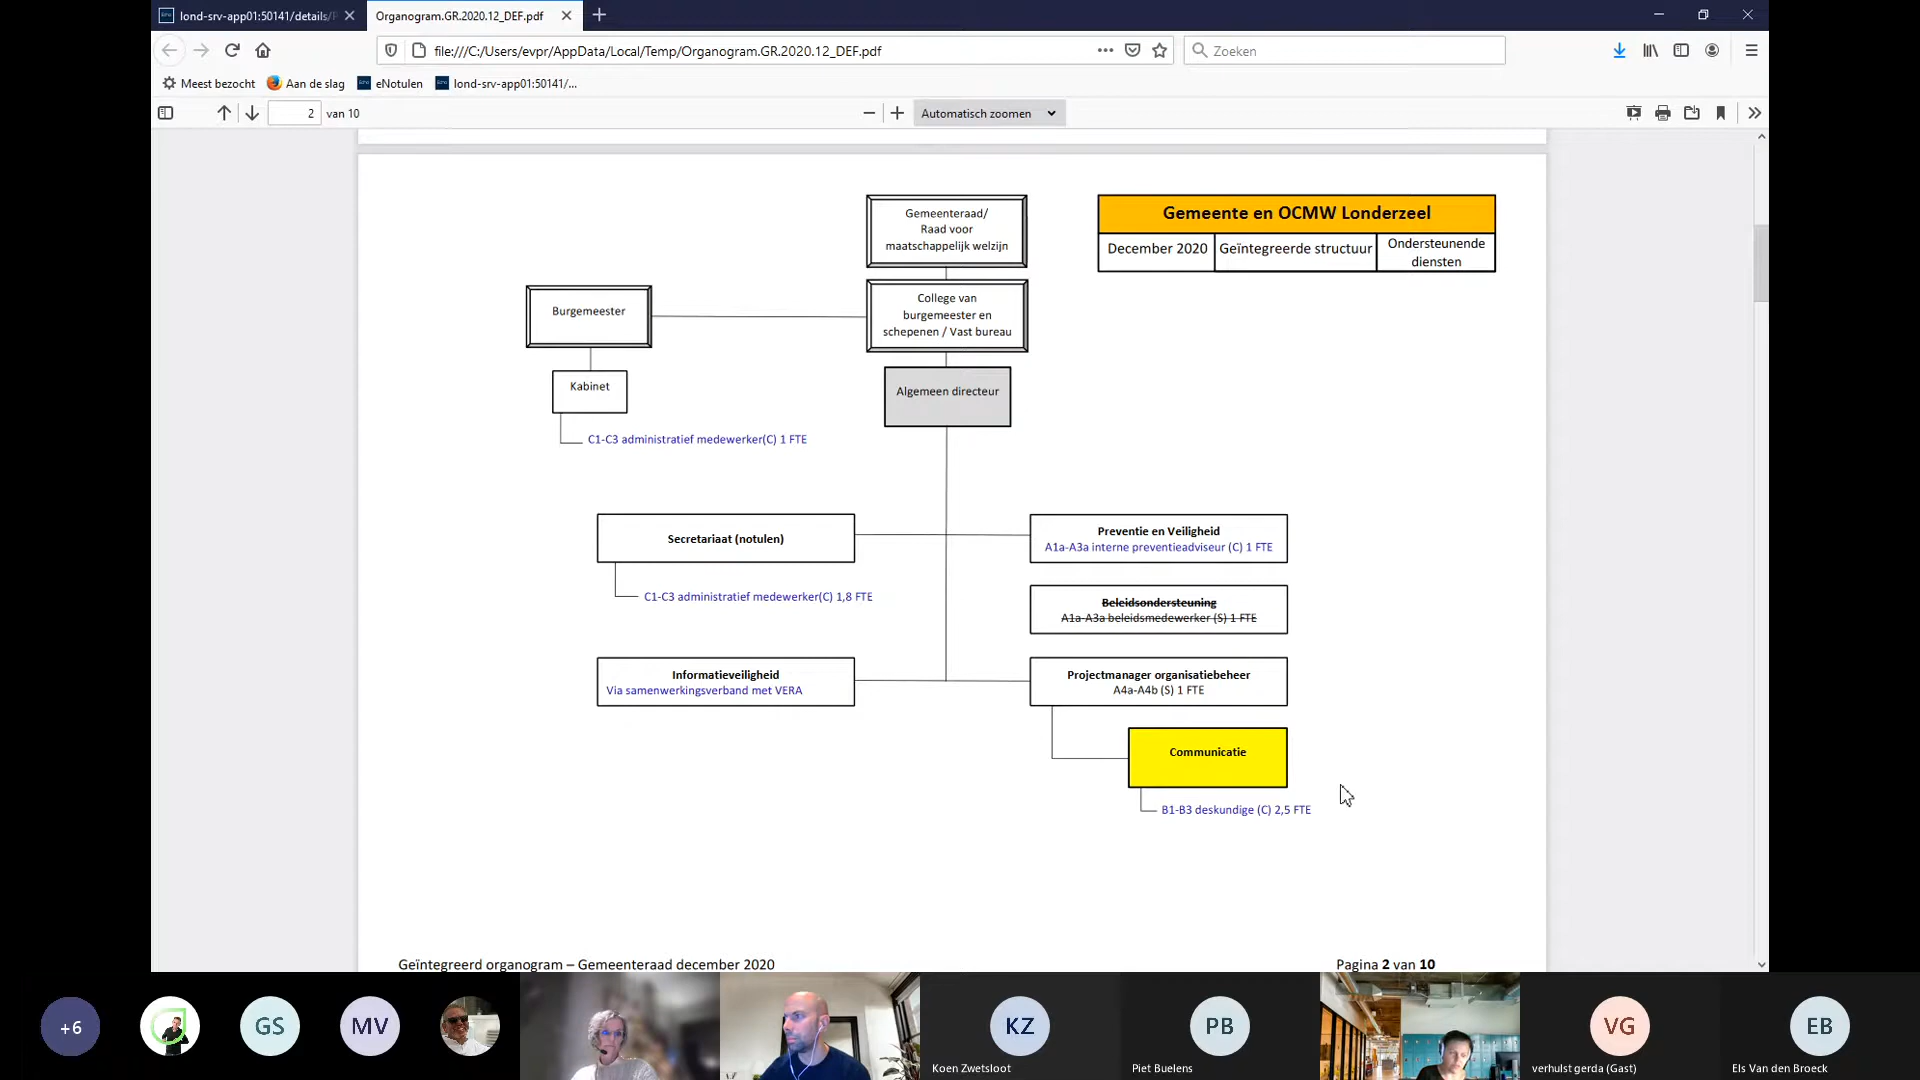 lond-srv-app01:50141/details/
Organogram.GR.2020.12_DEF.pdf
file:///C:/Users/evpr/AppData/Local/Temp/Organogram.GR.2020.12_DEF.pdf
Zoeken
Meest bezocht
Aan de slag
eNotulen
lond-srv-app01:50141/...
2
van 10
Automatisch zoomen
Gemeenteraad/
Raad voor
maatschappelijk welzijn
Gemeente en OCMW Londerzeel
December 2020
Geïntegreerde structuur
Ondersteunende
diensten
Burgemeester
College van
burgemeester en
schepenen / Vast bureau
Kabinet
Algemeen directeur
C1-C3 administratief medewerker(C) 1 FTE
Secretariaat (notulen)
Preventie en Veiligheid
A1a-A3a interne preventieadviseur (C) 1 FTE
C1-C3 administratief medewerker(C) 1,8 FTE
Beleidsondersteuning
A1a-A3a beleidsmedewerker (S) 1 FTE
Informatieveiligheid
Via samenwerkingsverband met VERA
Projectmanager organisatiebeheer
A4a-A4b (S) 1 FTE
Communicatie
B1-B3 deskundige (C) 2,5 FTE
Geïntegreerd organogram – Gemeenteraad december 2020
Pagina 2 van 10
+6
GS
MV
KZ
PB
VG
EB
Koen Zwetsloot
Piet Buelens
verhulst gerda (Gast)
Els Van den Broeck